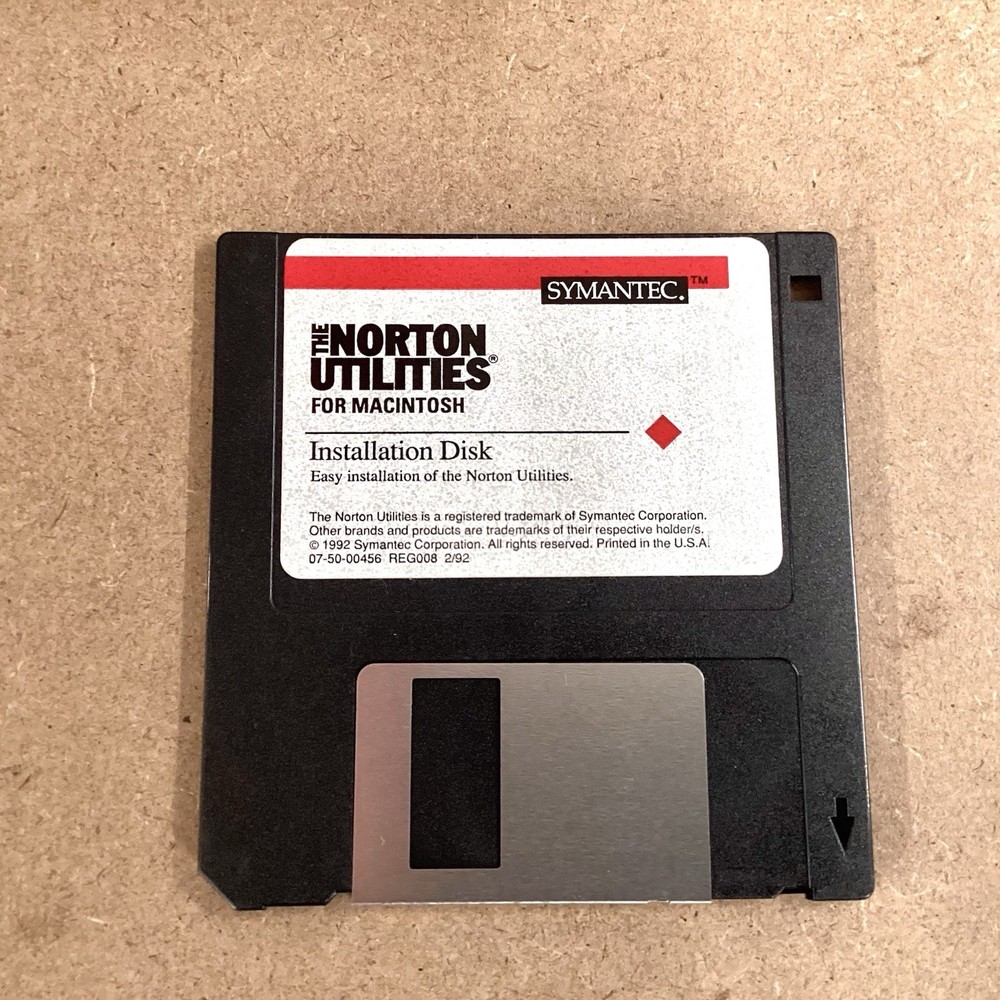 SYMANTEC.™
THE NORTON
UTILITIES®
FOR MACINTOSH
Installation Disk
Easy installation of the Norton Utilities.
The Norton Utilities is a registered trademark of Symantec Corporation.
Other brands and products are trademarks of their respective holder/s.
© 1992 Symantec Corporation. All rights reserved. Printed in the U.S.A.
07-50-00456 REG008 2/92